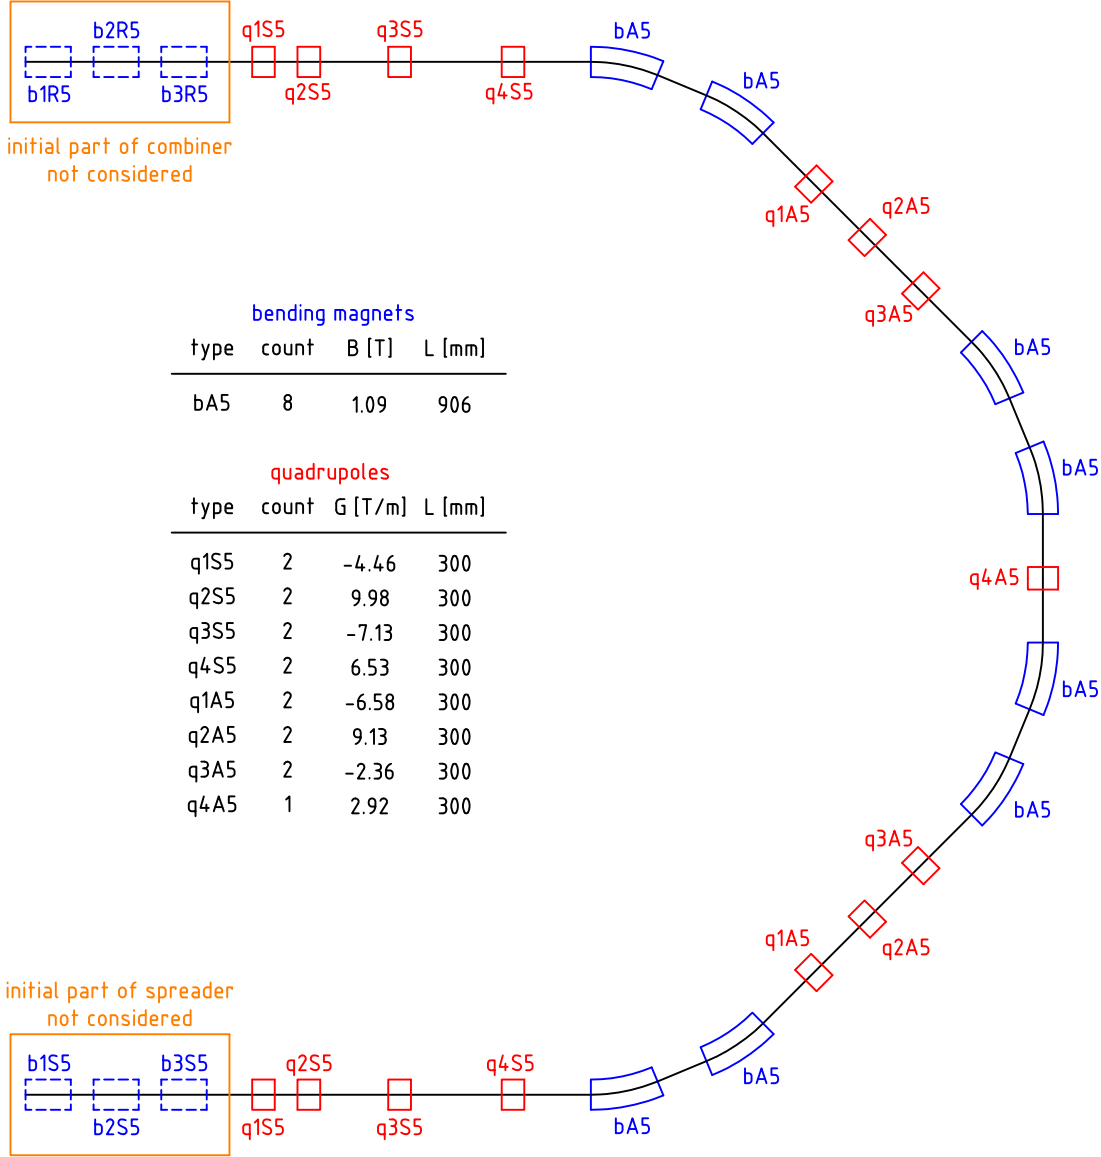 b2R5
b1R5
b3R5
initial part of combiner
not considered
q1S5
q2S5
q3S5
q4S5
bA5
bA5
q1A5
q2A5
q3A5
bA5
bA5
q4A5
bA5
bA5
q3A5
q2A5
q1A5
bA5
bA5
bending magnets
type count B [T] L [mm]
bA5 8 1.09 906
quadrupoles
type count G [T/m] L [mm]
q1S5 2 -4.46 300
q2S5 2 9.98 300
q3S5 2 -7.13 300
q4S5 2 6.53 300
q1A5 2 -6.58 300
q2A5 2 9.13 300
q3A5 2 -2.36 300
q4A5 1 2.92 300
initial part of spreader
not considered
b1S5
b3S5
b2S5
q2S5
q4S5
q1S5
q3S5